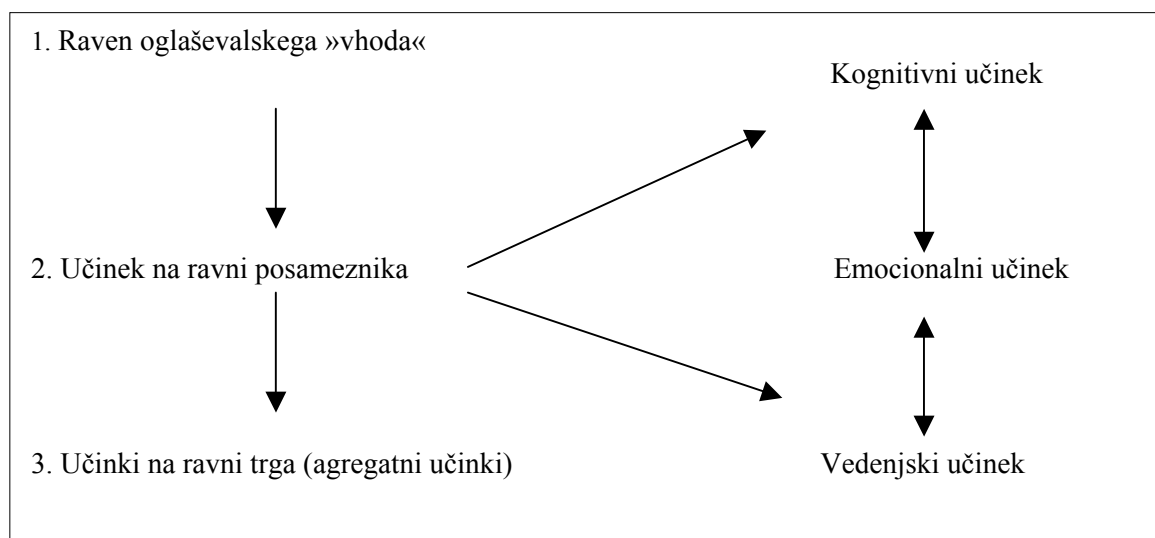 1. Raven oglaševalskega »vhoda«
Kognitivni učinek
2. Učinek na ravni posameznika
Emocionalni učinek
3. Učinki na ravni trga (agregatni učinki)
Vedenjski učinek